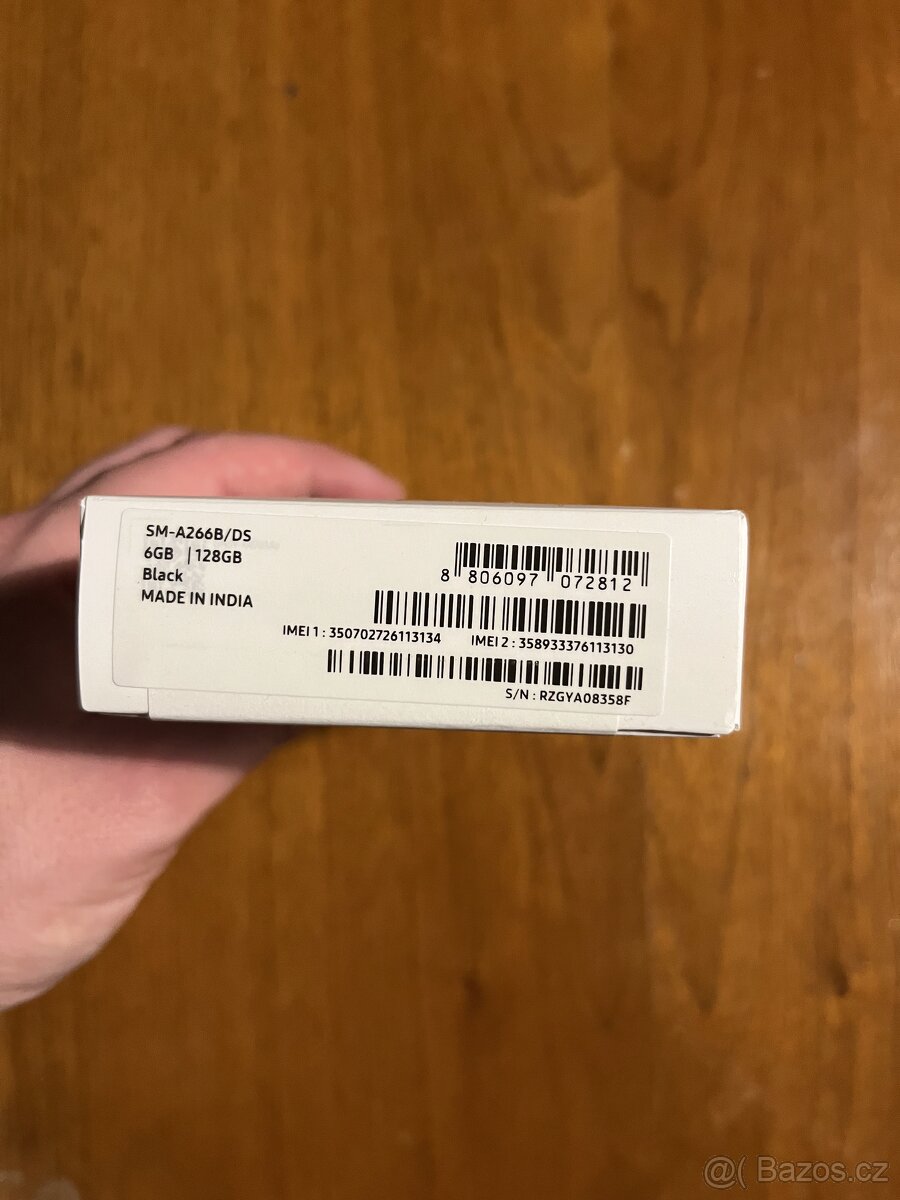 SM-A266B/DS
6GB | 128GB
Black
MADE IN INDIA
8 806097 072812
IMEI 1 : 350702726113134 IMEI 2 : 358933376113130
S/N : RZGYA08358F
@( Bazos.cz